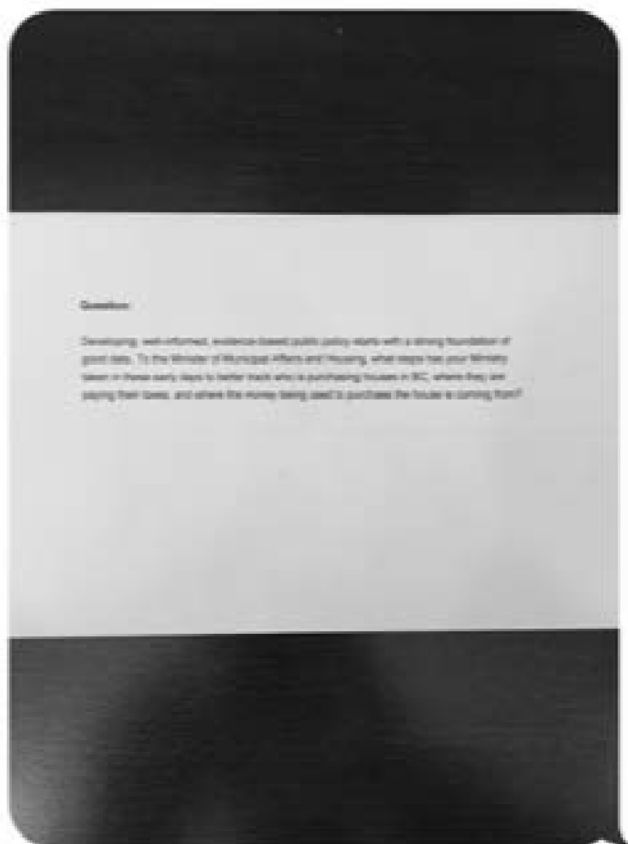 Question:
Developing, well-informed, evidence-based public policy starts with a strong foundation of
good data. To the Minister of Municipal Affairs and Housing, what steps has your Ministry
taken in these early days to better track who is purchasing houses in BC, where they are
paying their taxes, and where the money being used to purchase the house is coming from?